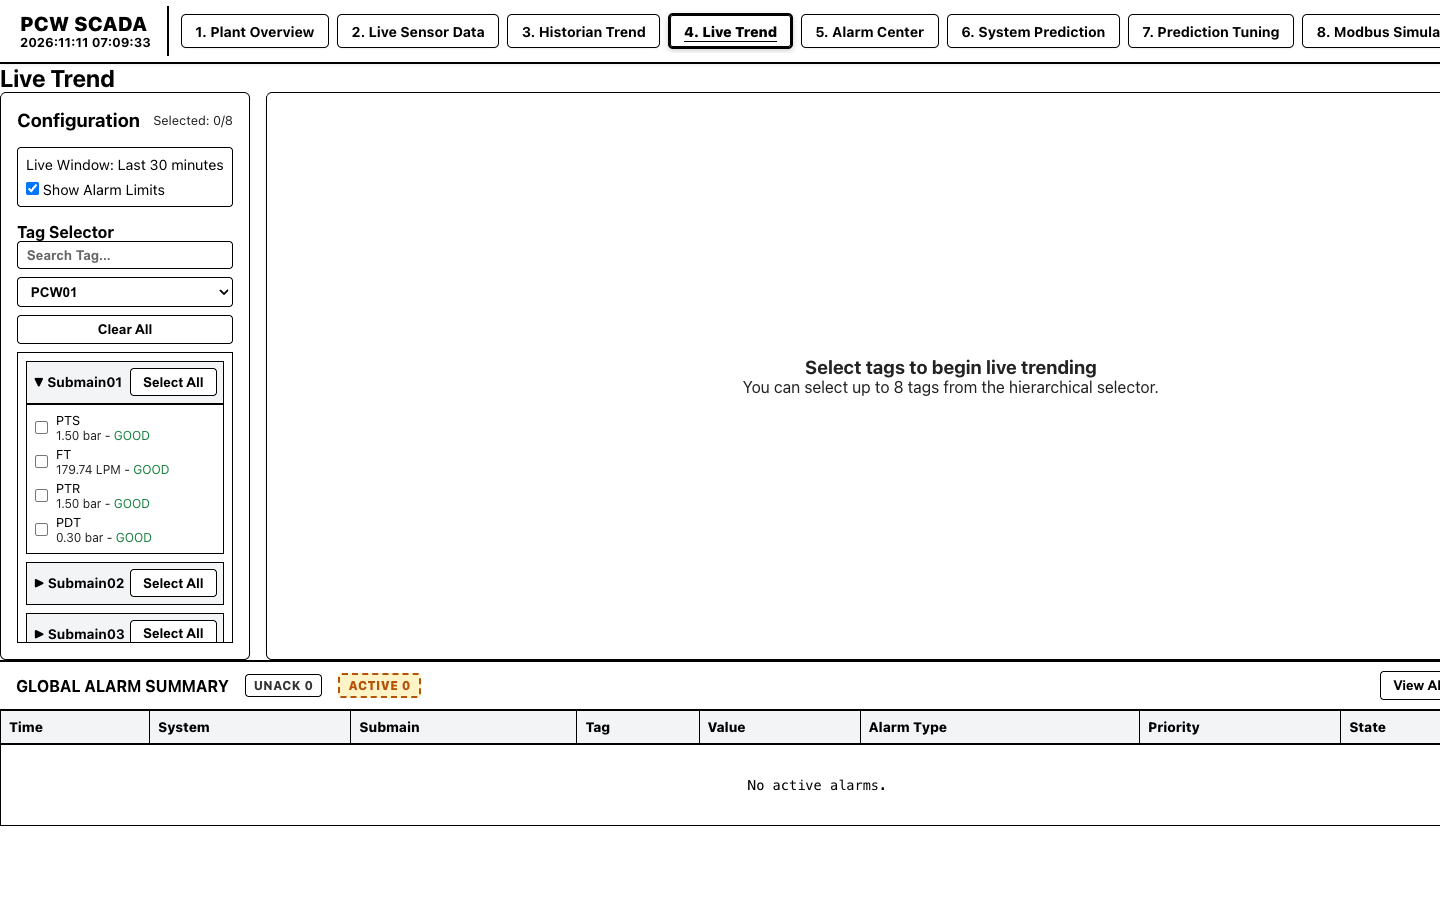 PCW SCADA
2026:11:11 07:09:33
1. Plant Overview
2. Live Sensor Data
3. Historian Trend
4. Live Trend
5. Alarm Center
6. System Prediction
7. Prediction Tuning
8. Modbus Simula
Live Trend
Configuration
Selected: 0/8
Live Window: Last 30 minutes
Show Alarm Limits
Tag Selector
Search Tag...
PCW01
Clear All
Submain01
Select All
PTS
1.50 bar - GOOD
FT
179.74 LPM - GOOD
PTR
1.50 bar - GOOD
PDT
0.30 bar - GOOD
Submain02
Select All
Submain03
Select All
Select tags to begin live trending
You can select up to 8 tags from the hierarchical selector.
GLOBAL ALARM SUMMARY
UNACK 0
ACTIVE 0
View Al
Time
System
Submain
Tag
Value
Alarm Type
Priority
State
No active alarms.